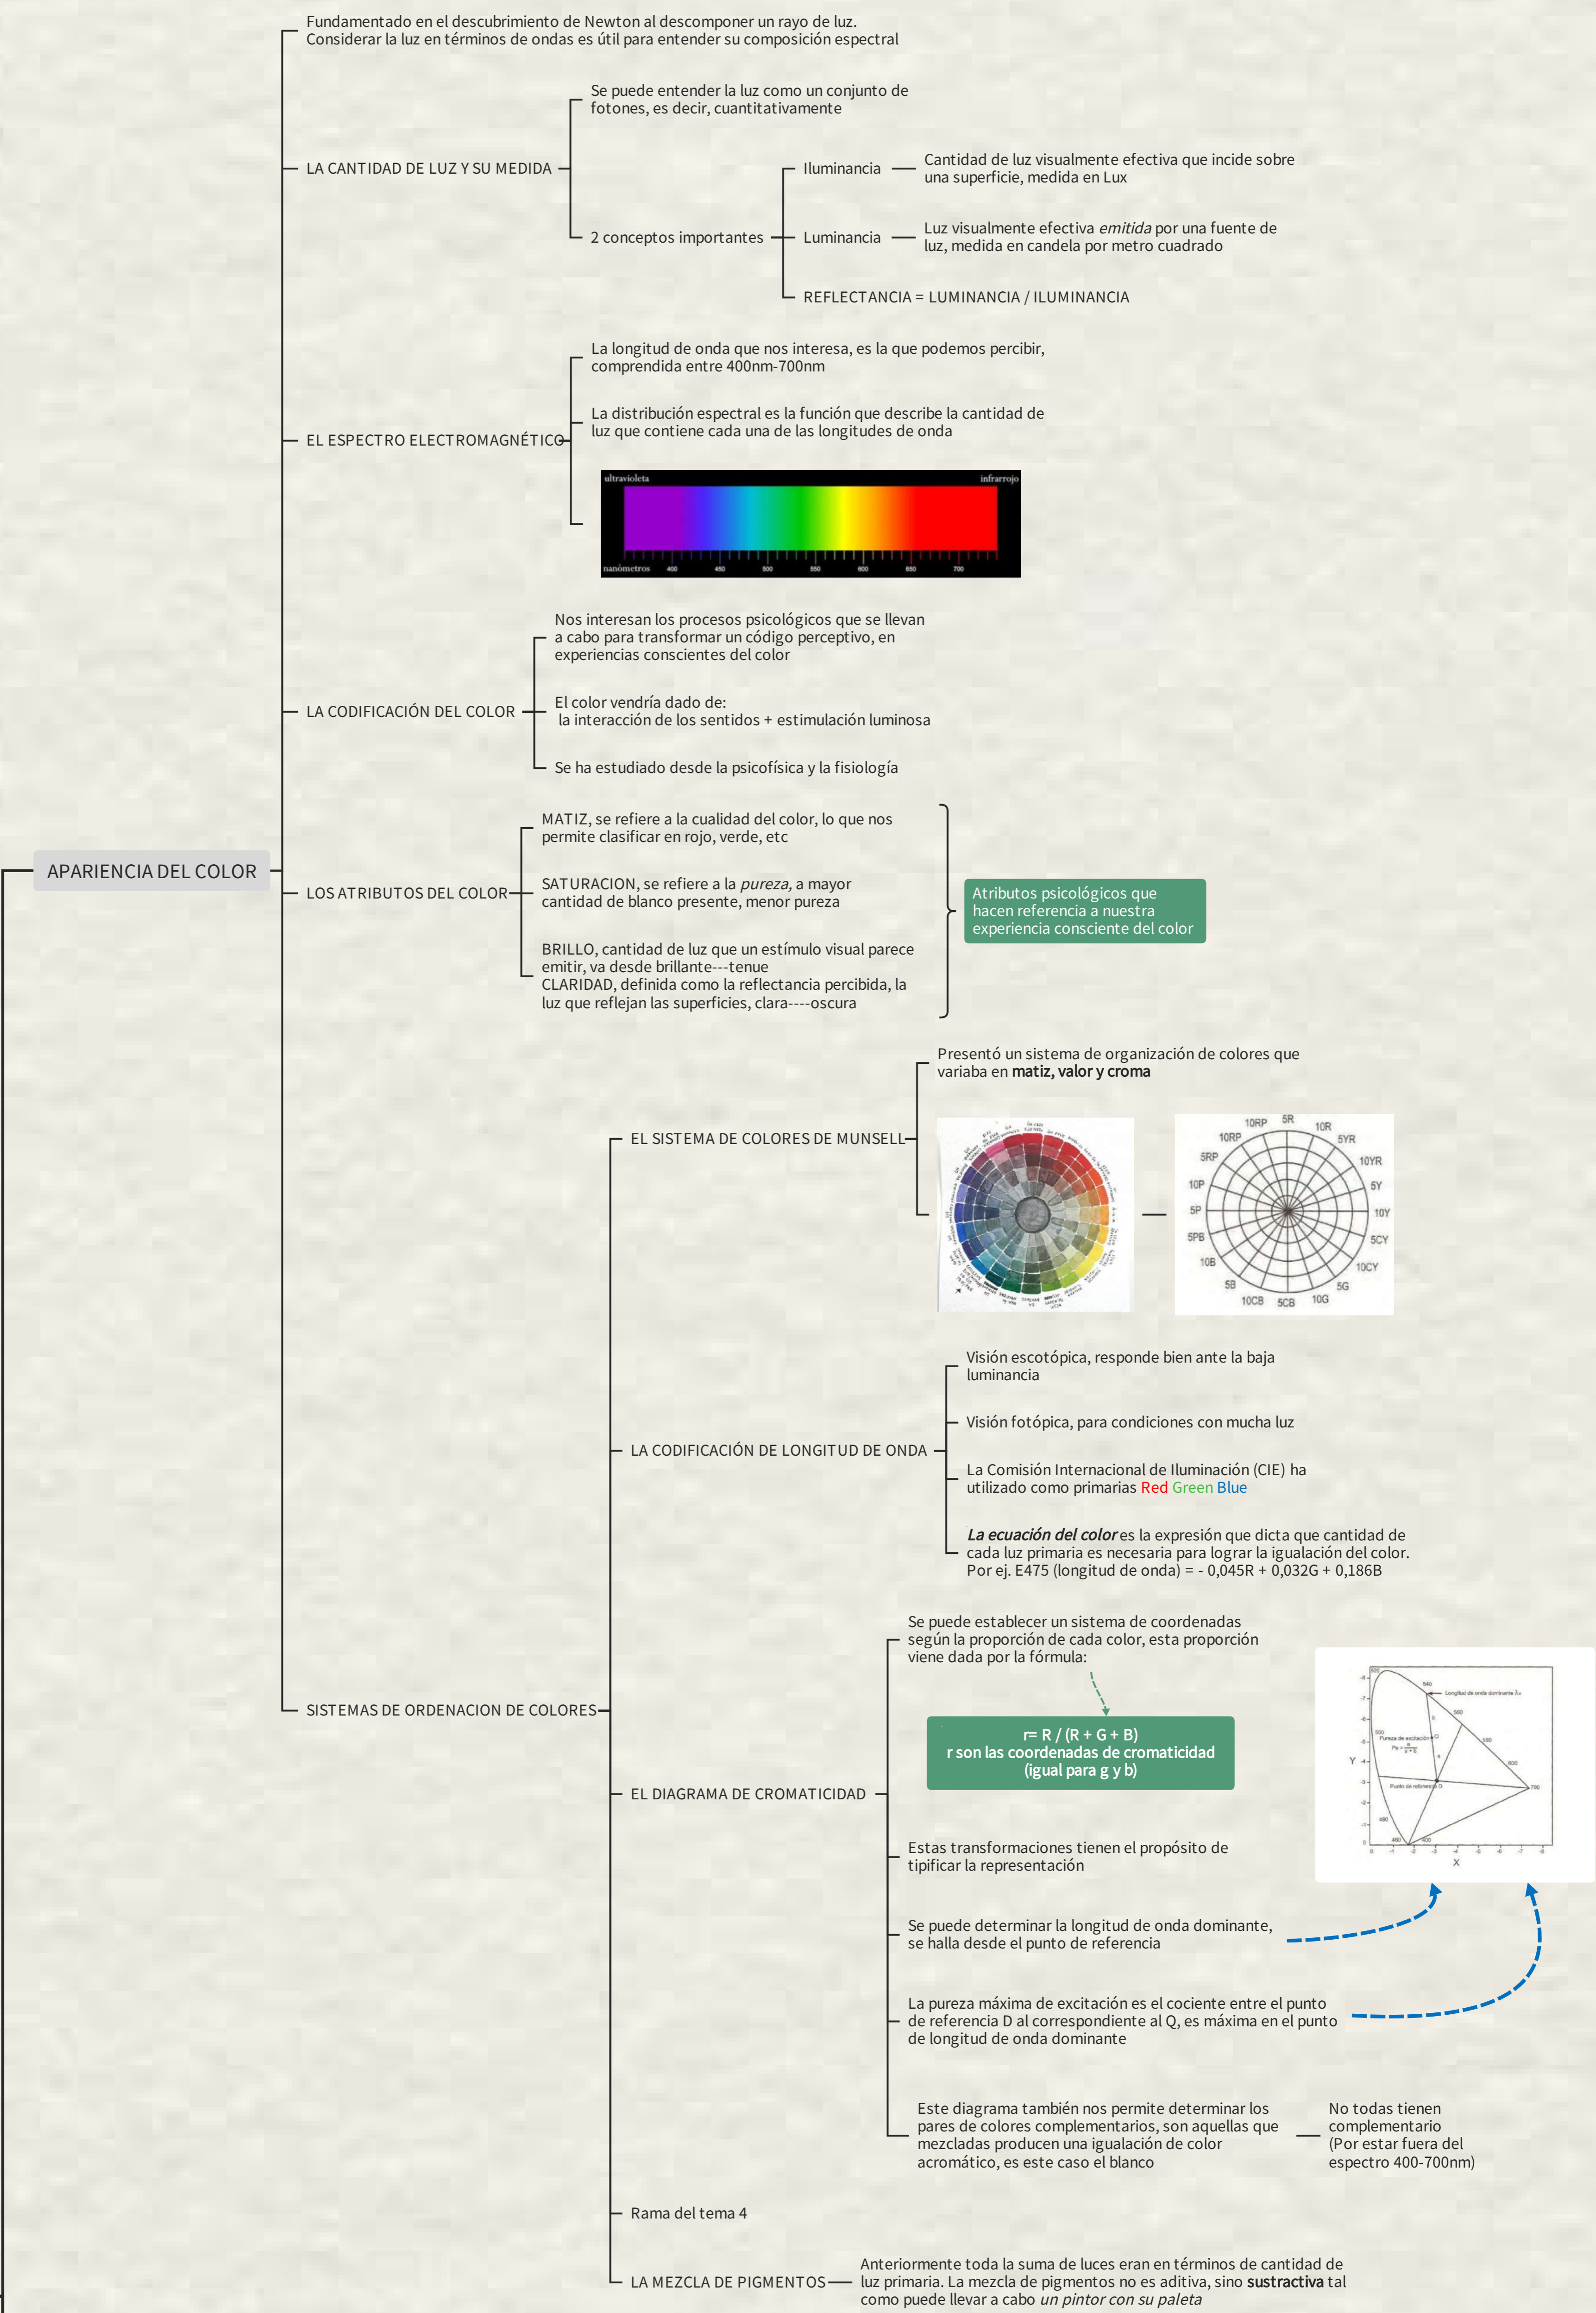 Fundamentado en el descubrimiento de Newton al descomponer un rayo de luz.
Considerar la luz en términos de ondas es útil para entender su composición espectral
Se puede entender la luz como un conjunto de
fotones, es decir, cuantitativamente
LA CANTIDAD DE LUZ Y SU MEDIDA
Iluminancia
Cantidad de luz visualmente efectiva que incide sobre
una superficie, medida en Lux
2 conceptos importantes
Luminancia
Luz visualmente efectiva emitida por una fuente de
luz, medida en candela por metro cuadrado
REFLECTANCIA = LUMINANCIA / ILUMINANCIA
La longitud de onda que nos interesa, es la que podemos percibir,
comprendida entre 400nm-700nm
La distribución espectral es la función que describe la cantidad de
luz que contiene cada una de las longitudes de onda
EL ESPECTRO ELECTROMAGNÉTICO
ultravioleta infrarrojo
nanómetros 400 450 500 550 600 650 700
Nos interesan los procesos psicológicos que se llevan
a cabo para transformar un código perceptivo, en
experiencias conscientes del color
LA CODIFICACIÓN DEL COLOR
El color vendría dado de:
la interacción de los sentidos + estimulación luminosa
Se ha estudiado desde la psicofísica y la fisiología
APARIENCIA DEL COLOR
MATIZ, se refiere a la cualidad del color, lo que nos
permite clasificar en rojo, verde, etc
LOS ATRIBUTOS DEL COLOR
SATURACION, se refiere a la pureza, a mayor
cantidad de blanco presente, menor pureza
BRILLO, cantidad de luz que un estímulo visual parece
emitir, va desde brillante---tenue
CLARIDAD, definida como la reflectancia percibida, la
luz que reflejan las superficies, clara----oscura
Atributos psicológicos que
hacen referencia a nuestra
experiencia consciente del color
Presentó un sistema de organización de colores que
variaba en matiz, valor y croma
EL SISTEMA DE COLORES DE MUNSELL
5R
10R
5YR
10YR
5Y
10Y
5CY
10CY
5G
10G
5CB
10CB
5B
10B
5PB
5P
10P
5RP
10RP
10RP
Visión escotópica, responde bien ante la baja
luminancia
Visión fotópica, para condiciones con mucha luz
LA CODIFICACIÓN DE LONGITUD DE ONDA
La Comisión Internacional de Iluminación (CIE) ha
utilizado como primarias Red Green Blue
La ecuación del color es la expresión que dicta que cantidad de
cada luz primaria es necesaria para lograr la igualación del color.
Por ej. E475 (longitud de onda) = - 0,045R + 0,032G + 0,186B
SISTEMAS DE ORDENACION DE COLORES
Se puede establecer un sistema de coordenadas
según la proporción de cada color, esta proporción
viene dada por la fórmula:
r= R / (R + G + B)
r son las coordenadas de cromaticidad
(igual para g y b)
EL DIAGRAMA DE CROMATICIDAD
520
540
Longitud de onda dominante
560
500
Pureza de excitación
Q
580
600
Y
Punto de referencia D
700
480
460
400
X
Estas transformaciones tienen el propósito de
tipificar la representación
Se puede determinar la longitud de onda dominante,
se halla desde el punto de referencia
La pureza máxima de excitación es el cociente entre el punto
de referencia D al correspondiente al Q, es máxima en el punto
de longitud de onda dominante
Este diagrama también nos permite determinar los
pares de colores complementarios, son aquellas que
mezcladas producen una igualación de color
acromático, es este caso el blanco
No todas tienen
complementario
(Por estar fuera del
espectro 400-700nm)
Rama del tema 4
LA MEZCLA DE PIGMENTOS
Anteriormente toda la suma de luces eran en términos de cantidad de
luz primaria. La mezcla de pigmentos no es aditiva, sino sustractiva tal
como puede llevar a cabo un pintor con su paleta